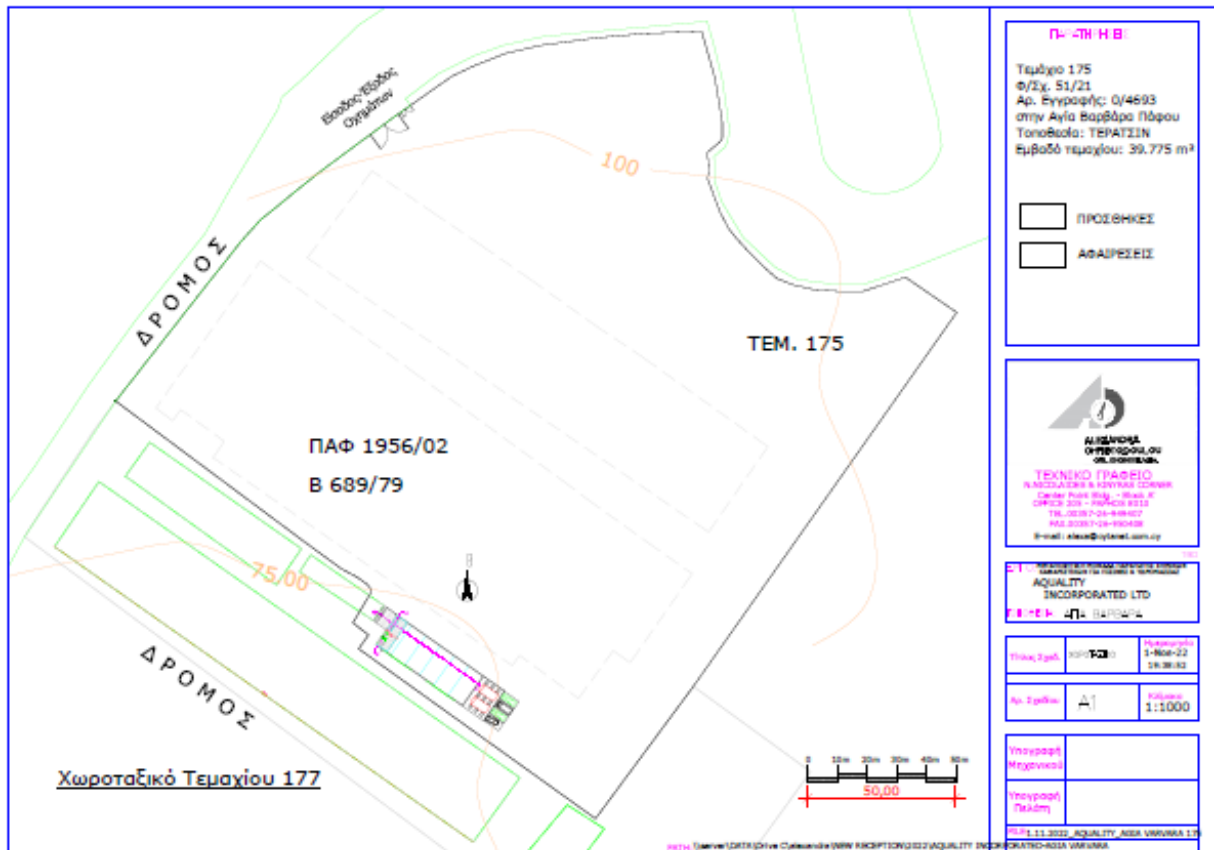 Είσοδος-Έξοδος
Οχημάτων
100
ΔΡΟΜΟΣ
ΤΕΜ. 175
ΠΑΦ 1956/02
Β 689/79
75,00
ΔΡΟΜΟΣ
Χωροταξικό Τεμαχίου 177
0 10m 20m 30m 40m 50m
50,00
Τεμάχιο 175
Φ/Σχ. 51/21
Αρ. Εγγραφής: 0/4693
στην Αγία Βαρβάρα Πάφου
Τοποθεσία: ΤΕΡΑΤΣΙΝ
Εμβαδό τεμαχίου: 39.775 m²
ΠΡΟΣΘΗΚΕΣ
ΑΦΑΙΡΕΣΕΙΣ
ΤΕΧΝΙΚΟ ΓΡΑΦΕΙΟ
E-mail: alexa@cytanet.com.cy
AQUALITY
INCORPORATED LTD
ΑΓΙΑ ΒΑΡΒΑΡΑ
Τίτλος Σχεδ.
Ημερομηνία
1-Νοε-22
Αρ. Σχεδίου
A1
Κλίμακα
1:1000
Υπογραφή
Μηχανικού
Υπογραφή
Πελάτη